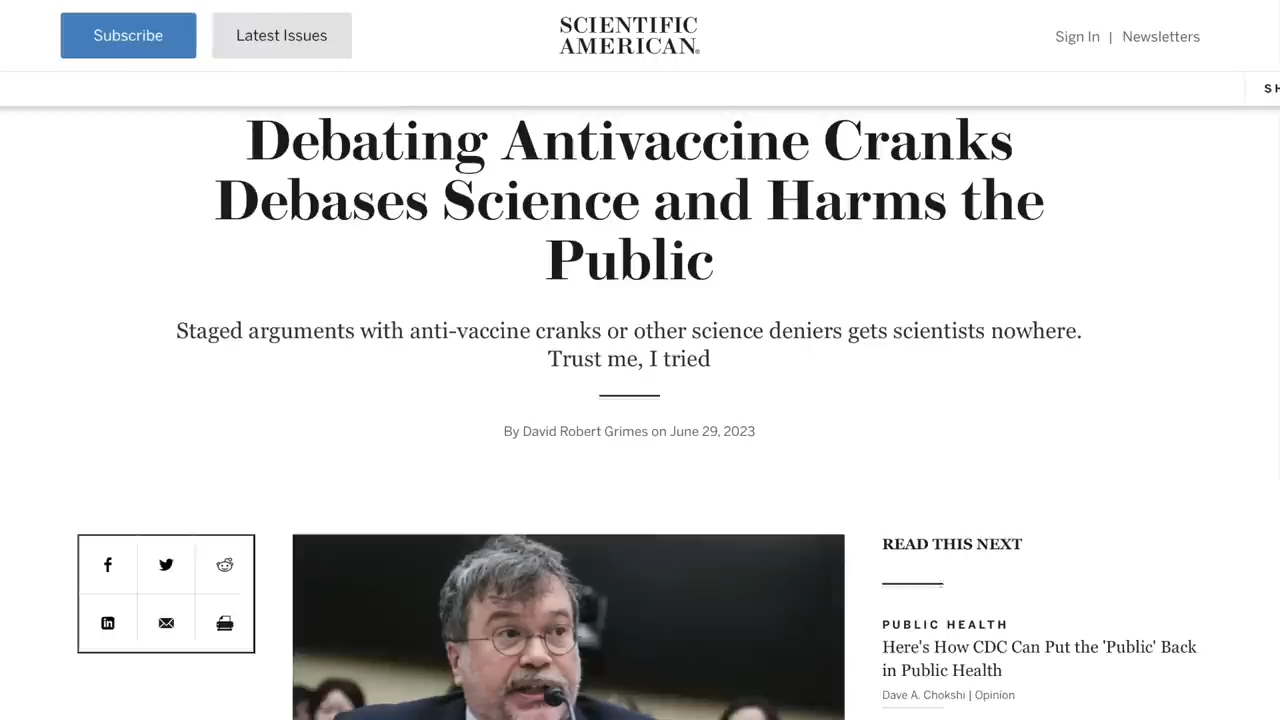 Subscribe
Latest Issues
SCIENTIFIC
AMERICAN®
Sign In | Newsletters
SH
Debating Antivaccine Cranks
Debases Science and Harms the
Public
Staged arguments with anti-vaccine cranks or other science deniers gets scientists nowhere.
Trust me, I tried
By David Robert Grimes on June 29, 2023
READ THIS NEXT
PUBLIC HEALTH
Here's How CDC Can Put the 'Public' Back
in Public Health
Dave A. Chokshi | Opinion